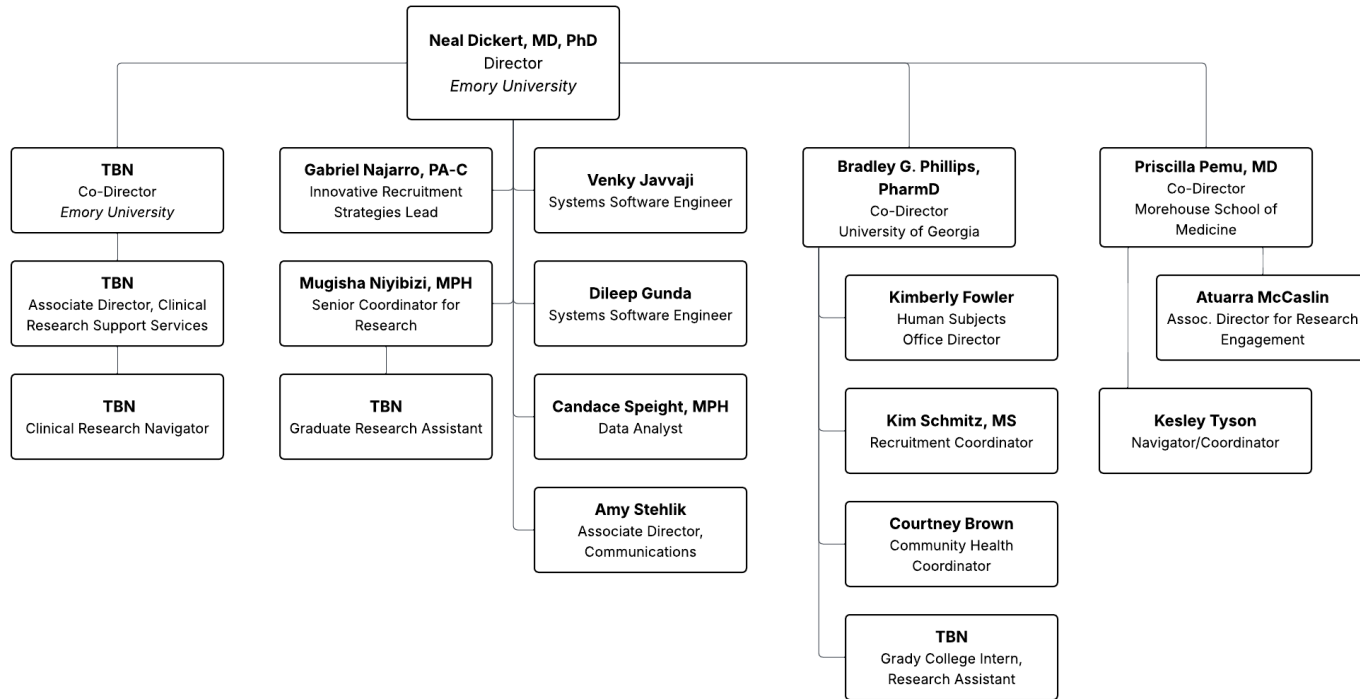 Neal Dickert, MD, PhD
Director
Emory University
TBN
Co-Director
Emory University
TBN
Associate Director, Clinical
Research Support Services
TBN
Clinical Research Navigator
Gabriel Najarro, PA-C
Innovative Recruitment
Strategies Lead
Mugisha Niyibizi, MPH
Senior Coordinator for
Research
TBN
Graduate Research Assistant
Venky Javvaji
Systems Software Engineer
Dileep Gunda
Systems Software Engineer
Candace Speight, MPH
Data Analyst
Amy Stehlik
Associate Director,
Communications
Bradley G. Phillips,
PharmD
Co-Director
University of Georgia
Kimberly Fowler
Human Subjects
Office Director
Kim Schmitz, MS
Recruitment Coordinator
Courtney Brown
Community Health
Coordinator
TBN
Grady College Intern,
Research Assistant
Priscilla Pemu, MD
Co-Director
Morehouse School of
Medicine
Atuarra McCaslin
Assoc. Director for Research
Engagement
Kesley Tyson
Navigator/Coordinator